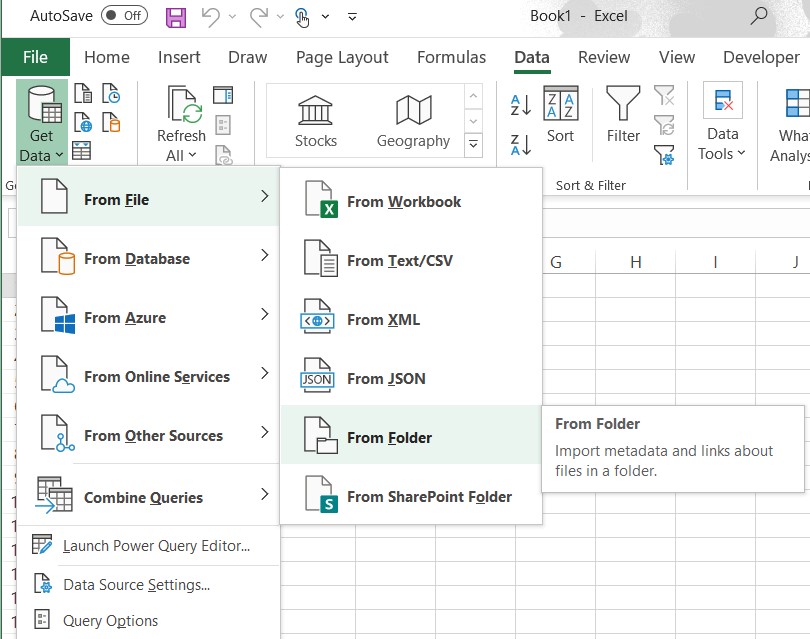 AutoSave Off
Book1 - Excel
File Home Insert Draw Page Layout Formulas Data Review View Developer
Get Data
Refresh All
Stocks
Geography
A Z
Z A
Z A A Z
Sort
Filter
Data Tools
Sort & Filter
From File
From Database
From Azure
From Online Services
From Other Sources
Combine Queries
Launch Power Query Editor...
Data Source Settings...
Query Options
From Workbook
From Text/CSV
From XML
JSON
From JSON
From Folder
From SharePoint Folder
From Folder
Import metadata and links about
files in a folder.
G H I J